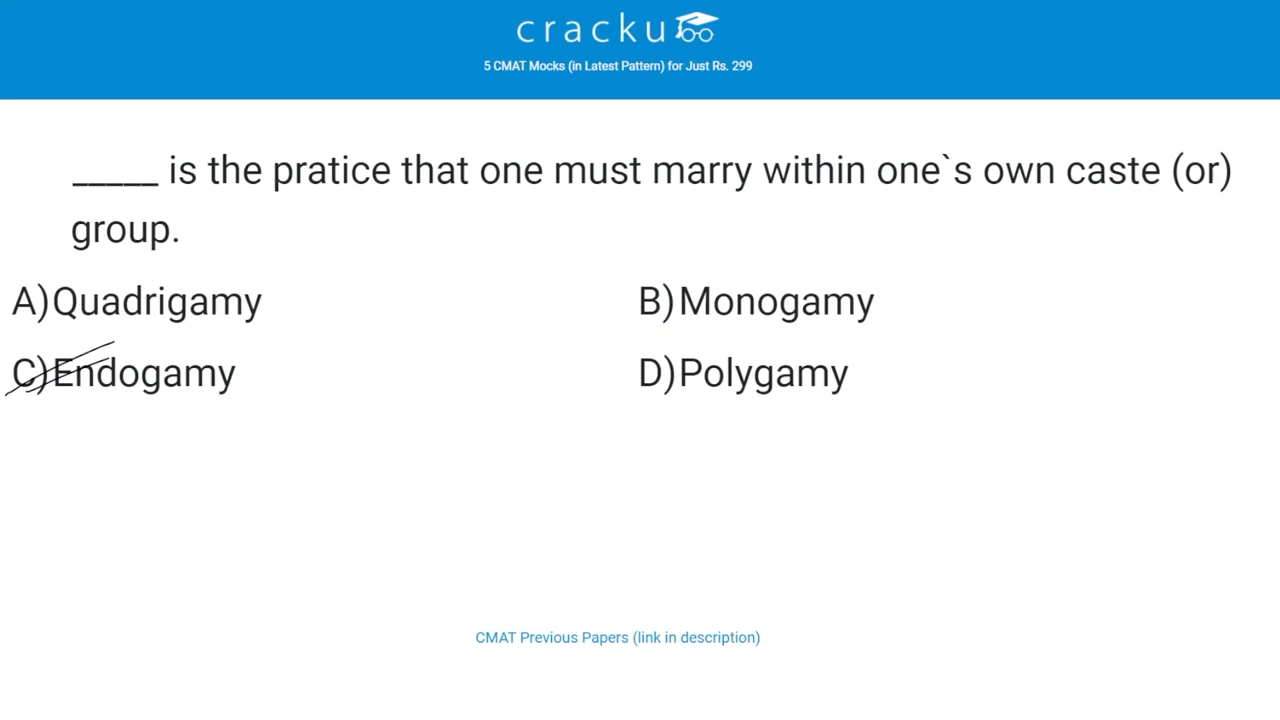 cracku
5 CMAT Mocks (in Latest Pattern) for Just Rs. 299
_____ is the pratice that one must marry within one`s own caste (or)
group.
A)Quadrigamy
B)Monogamy
C)Endogamy
D)Polygamy
CMAT Previous Papers (link in description)